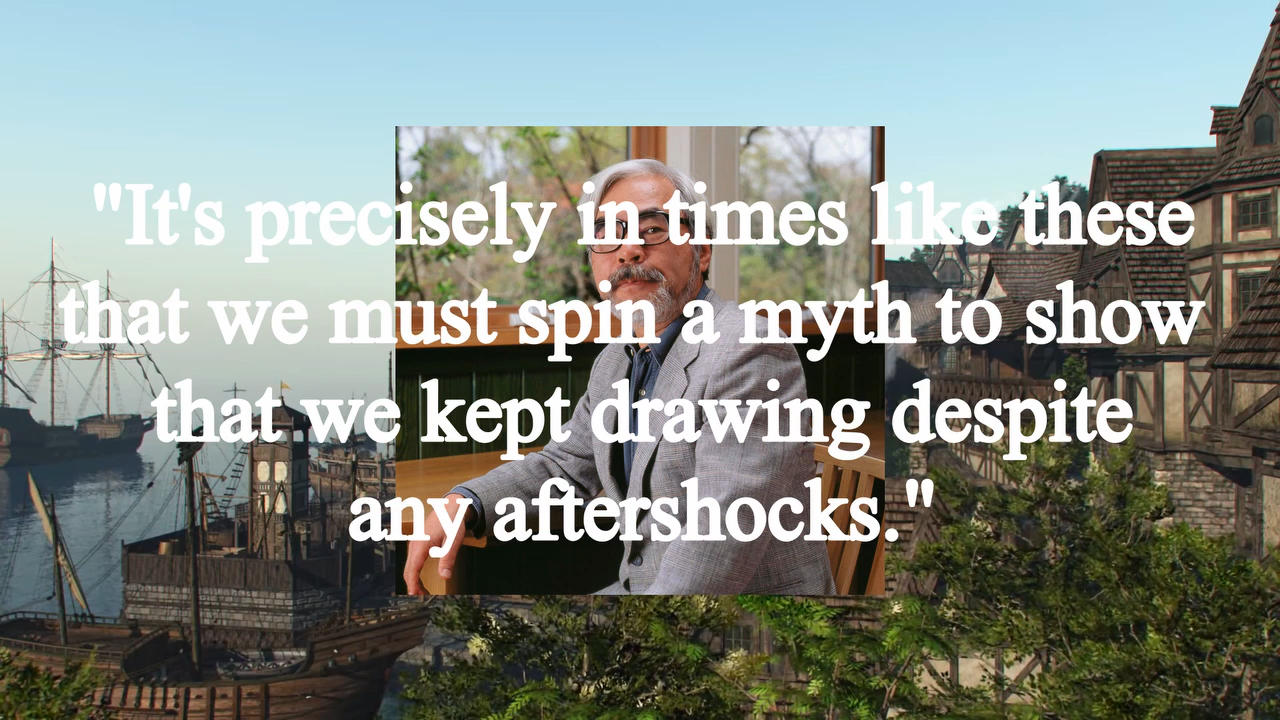 "It's precisely in times like these
that we must spin a myth to show
that we kept drawing despite
any aftershocks."